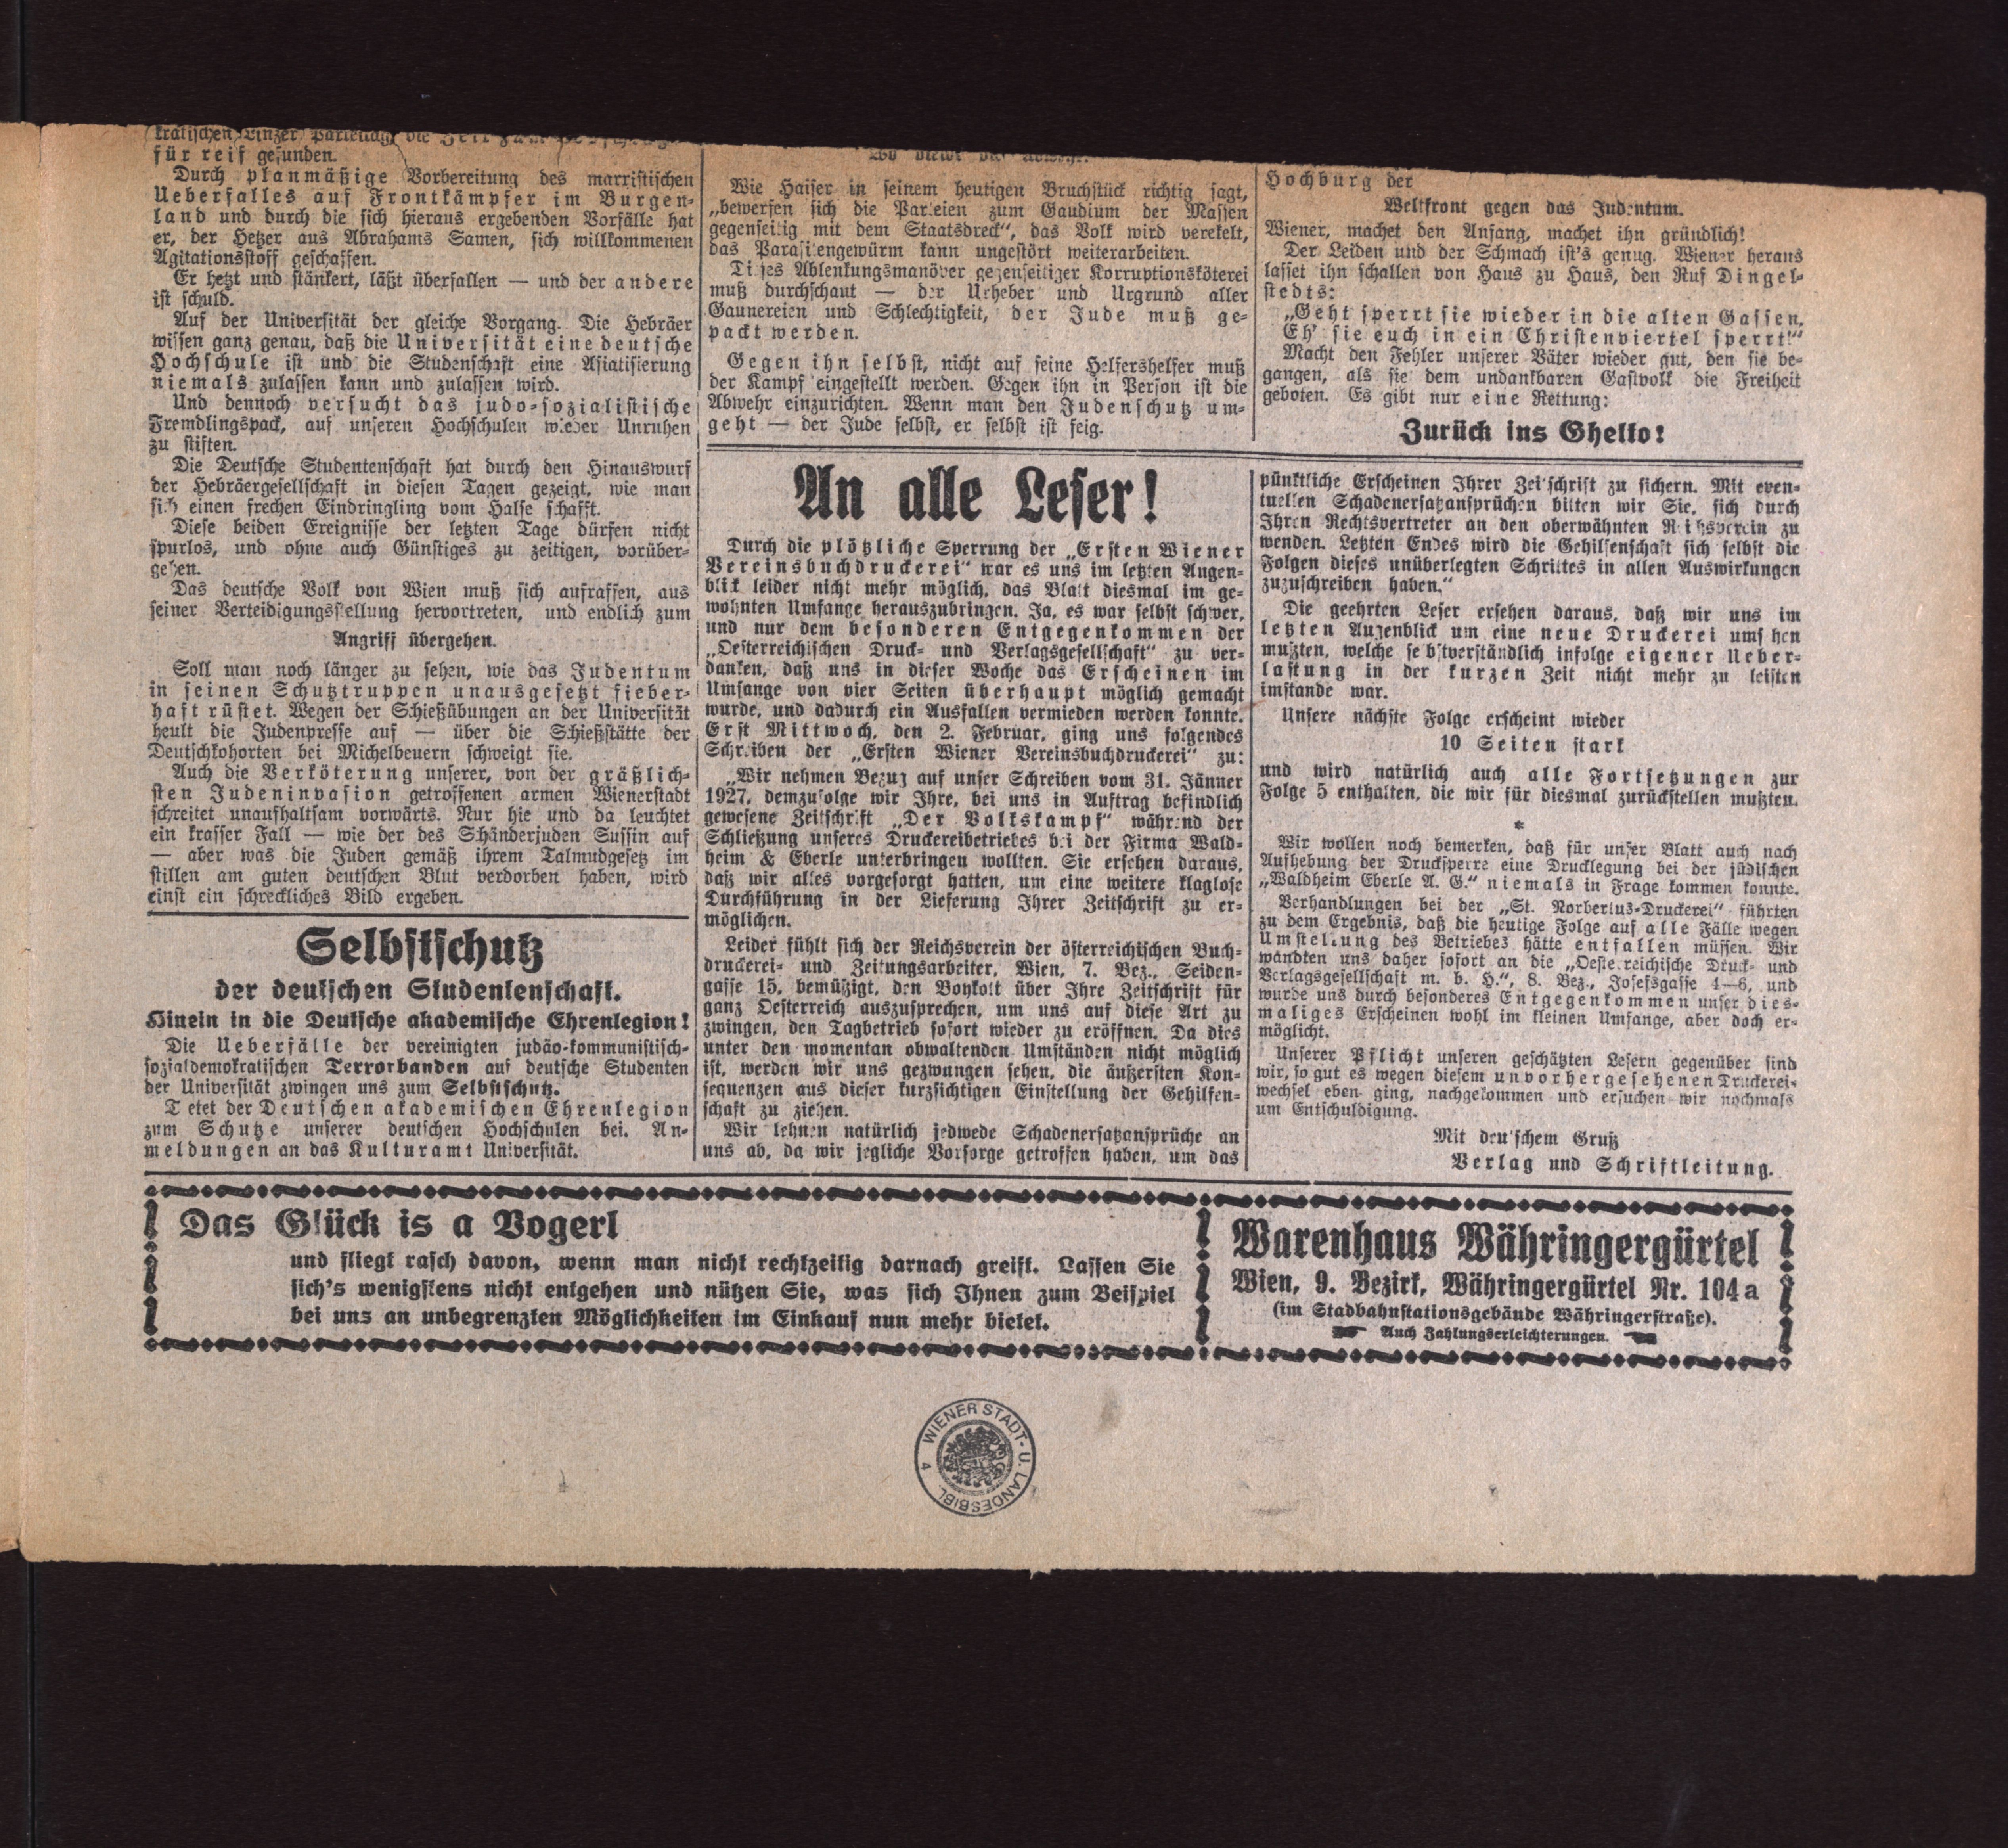 für reif gefunden.
Durch planmäßige Vorbereitung des marxistischen
Ueberfalles auf Frontkämpfer im Burgen-
land und durch die sich hieraus ergebenden Vorfälle hat
er, der Hetzer aus Abrahams Samen, sich willkommenen
Agitationsstoff geschaffen.
Er hetzt und stänkert, läßt überfallen — und der andere
ist schuld.
Auf der Universität der gleiche Vorgang. Die Hebräer
wissen ganz genau, daß die Universität eine deutsche
Hochschule ist und die Studenschaft eine Asiatisierung
niemals zulassen kann und zulassen wird.
Und dennoch versucht das judo-sozialistische
Fremdlingspack, auf unseren Hochschulen wieder Unruhen
zu stiften.
Die Deutsche Studentenschaft hat durch den Hinauswurf
der Hebräergesellschaft in diesen Tagen gezeigt, wie man
sich einen frechen Eindringling vom Halse schafft.
Diese beiden Ereignisse der letzten Tage dürfen nicht
spurlos, und ohne auch Günstiges zu zeitigen, vorüber-
gehen.
Das deutsche Volk von Wien muß sich aufraffen, aus
seiner Verteidigungsstellung hervortreten, und endlich zum
Angriff übergehen.
Soll man noch länger zu sehen, wie das Judentum
in seinen Schutztruppen unausgesetzt fieber-
haft rüstet. Wegen der Schießübungen an der Universität
heult die Judenpresse auf — über die Schießstätte der
Deutschkohorten bei Michelbeuern schweigt sie.
Auch die Verköterung unserer, von der gräßlich-
sten Judeninvasion getroffenen armen Wienerstadt
schreitet unaufhaltsam vorwärts. Nur hie und da leuchtet
ein krasser Fall — wie der des Schänderjuden Sussin auf
— aber was die Juden gemäß ihrem Talmudgesetz im
stillen am guten deutschen Blut verdorben haben, wird
einst ein schreckliches Bild ergeben.
Selbstschutz
der deutschen Studentenschaft.
Hinein in die Deutsche akademische Ehrenlegion!
Die Ueberfälle der vereinigten judäo-kommunistisch-
sozialdemokratischen Terrorbanden auf deutsche Studenten
der Universität zwingen uns zum Selbstschutz.
Tetet der Deutschen akademischen Ehrenlegion
zum Schutze unserer deutschen Hochschulen bei. An-
meldungen an das Kulturamt Universität.
Wie Haiser in seinem heutigen Bruchstück richtig sagt,
„bewerfen sich die Parteien zum Gaudium der Massen
gegenseitig mit dem Staatsdreck“, das Volk wird verekelt,
das Parasitengewürm kann ungestört weiterarbeiten.
Dieses Ablenkungsmanöver gegenseitiger Korruptionsköterei
muß durchschaut — der Urheber und Urgrund aller
Gaunereien und Schlechtigkeit, der Jude muß ge-
packt werden.
Gegen ihn selbst, nicht auf seine Helfershelfer muß
der Kampf eingestellt werden. Gegen ihn in Person ist die
Abwehr einzurichten. Wenn man den Judenschutz um-
geht — der Jude selbst, er selbst ist feig.
Hochburg der
Weltfront gegen das Judentum.
Wiener, machet den Anfang, machet ihn gründlich!
Der Leiden und der Schmach ist's genug. Wiener heraus
lasset ihn schallen von Haus zu Haus, den Ruf Dingel-
stedts:
„Geht sperrt sie wieder in die alten Gassen,
Eh' sie euch in ein Christenviertel sperrt!“
Macht den Fehler unserer Väter wieder gut, den sie be-
gangen, als sie dem undankbaren Gastvolk die Freiheit
geboten. Es gibt nur eine Rettung:
Zurück ins Ghetto!
An alle Leser!
Durch die plötzliche Sperrung der „Ersten Wiener
Vereinsbuchdruckerei“ war es uns im letzten Augen-
blick leider nicht mehr möglich, das Blatt diesmal im ge-
wohnten Umfange herauszubringen. Ja, es war selbst schwer,
und nur dem besonderen Entgegenkommen der
„Oesterreichischen Druck- und Verlagsgesellschaft“ zu ver-
danken, daß uns in dieser Woche das Erscheinen im
Umfange von vier Seiten überhaupt möglich gemacht
wurde, und dadurch ein Ausfallen vermieden werden konnte.
Erst Mittwoch, den 2. Februar, ging uns folgendes
Schreiben der „Ersten Wiener Vereinsbuchdruckerei“ zu:
„Wir nehmen Bezug auf unser Schreiben vom 31. Jänner
1927, demzufolge wir Ihre, bei uns in Auftrag befindlich
gewesene Zeitschrift „Der Volkskampf“ während der
Schließung unseres Druckereibetriebes bei der Firma Wald-
heim & Eberle unterbringen wollten. Sie ersehen daraus,
daß wir alles vorgesorgt hatten, um eine weitere klaglose
Durchführung in der Lieferung Ihrer Zeitschrift zu er-
möglichen.
Leider fühlt sich der Reichsverein der österreichischen Buch-
druckerei- und Zeitungsarbeiter, Wien, 7. Bez., Seiden-
gasse 15, bemüßigt, den Boykott über Ihre Zeitschrift für
ganz Oesterreich auszusprechen, um uns auf diese Art zu
zwingen, den Tagbetrieb sofort wieder zu eröffnen. Da dies
unter den momentan obwaltenden Umständen nicht möglich
ist, werden wir uns gezwungen sehen, die äußersten Kon-
sequenzen aus dieser kurzsichtigen Einstellung der Gehilfen-
schaft zu ziehen.
Wir lehnen natürlich jedwede Schadenersatzansprüche an
uns ab, da wir jegliche Vorsorge getroffen haben, um das
pünktliche Erscheinen Ihrer Zeitschrift zu sichern. Mit even-
tuellen Schadenersatzansprüchen bitten wir Sie, sich durch
Ihren Rechtsvertreter an den oberwähnten Reichsverein zu
wenden. Letzten Endes wird die Gehilfenschaft sich selbst die
Folgen dieses unüberlegten Schrittes in allen Auswirkungen
zuzuschreiben haben.“
Die geehrten Leser ersehen daraus, daß wir uns im
letzten Augenblick um eine neue Druckerei umsehen
mußten, welche selbstverständlich infolge eigener Ueber-
lastung in der kurzen Zeit nicht mehr zu leisten
imstande war.
Unsere nächste Folge erscheint wieder
10 Seiten stark
und wird natürlich auch alle Fortsetzungen zur
Folge 5 enthalten, die wir für diesmal zurückstellen mußten.
*
Wir wollen noch bemerken, daß für unser Blatt auch nach
Aufhebung der Drucksperre eine Drucklegung bei der jüdischen
„Waldheim Eberle A. G.“ niemals in Frage kommen konnte.
Verhandlungen bei der „St. Norbertus-Druckerei“ führten
zu dem Ergebnis, daß die heutige Folge auf alle Fälle wegen
Umstellung des Betriebes hätte entfallen müssen. Wir
wandten uns daher sofort an die „Oesterreichische Druck- und
Verlagsgesellschaft m. b. H.“, 8. Bez., Josefsgasse 4—6, und
wurde uns durch besonderes Entgegenkommen unser dies-
maliges Erscheinen wohl im kleinen Umfange, aber doch er-
möglicht.
Unserer Pflicht unseren geschätzten Lesern gegenüber sind
wir, so gut es wegen diesem unvorhergesehenen Druckerei-
wechsel eben ging, nachgekommen und ersuchen wir nochmals
um Entschuldigung.
Mit deutschem Gruß
Verlag und Schriftleitung.
Das Glück is a Vogerl
und fliegt rasch davon, wenn man nicht rechtzeitig darnach greift. Lassen Sie
sich's wenigstens nicht entgehen und nützen Sie, was sich Ihnen zum Beispiel
bei uns an unbegrenzten Möglichkeiten im Einkauf nun mehr bietet.
Warenhaus Währingergürtel
Wien, 9. Bezirk, Währingergürtel Nr. 104a
(im Stadbahnstationsgebäude Währingerstraße).
Auch Zahlungserleichterungen.
WIENER STADT- U. LANDESBIBL. 4